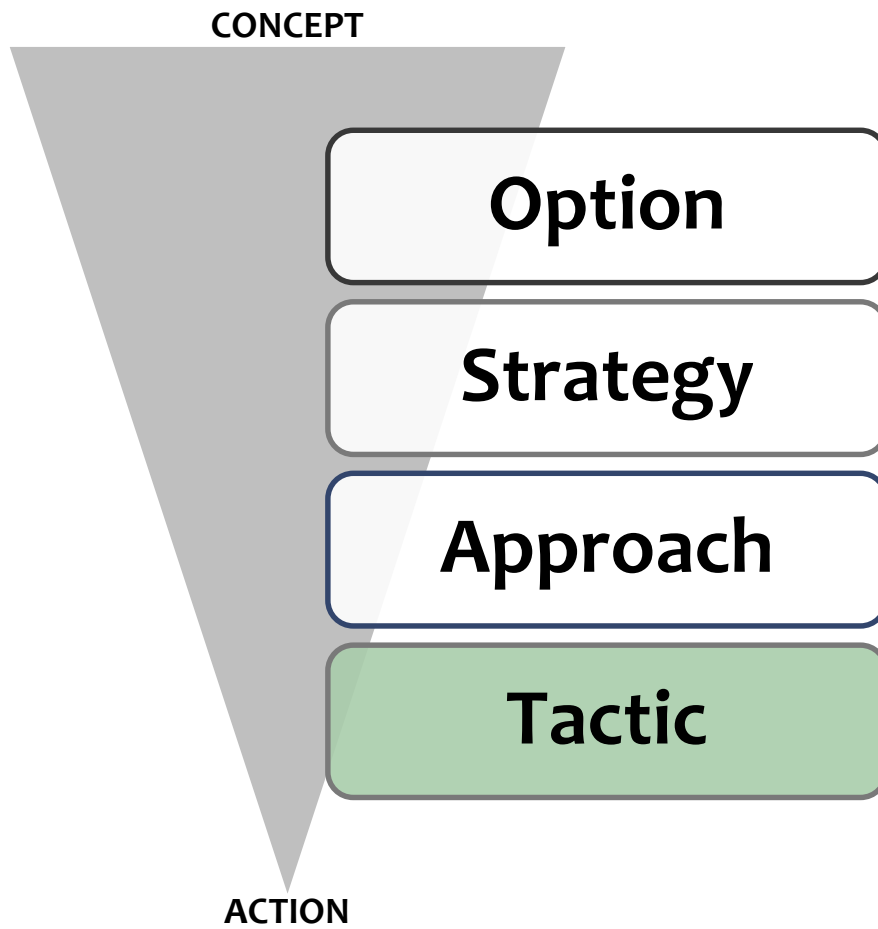 CONCEPT
Option
Strategy
Approach
Tactic
ACTION